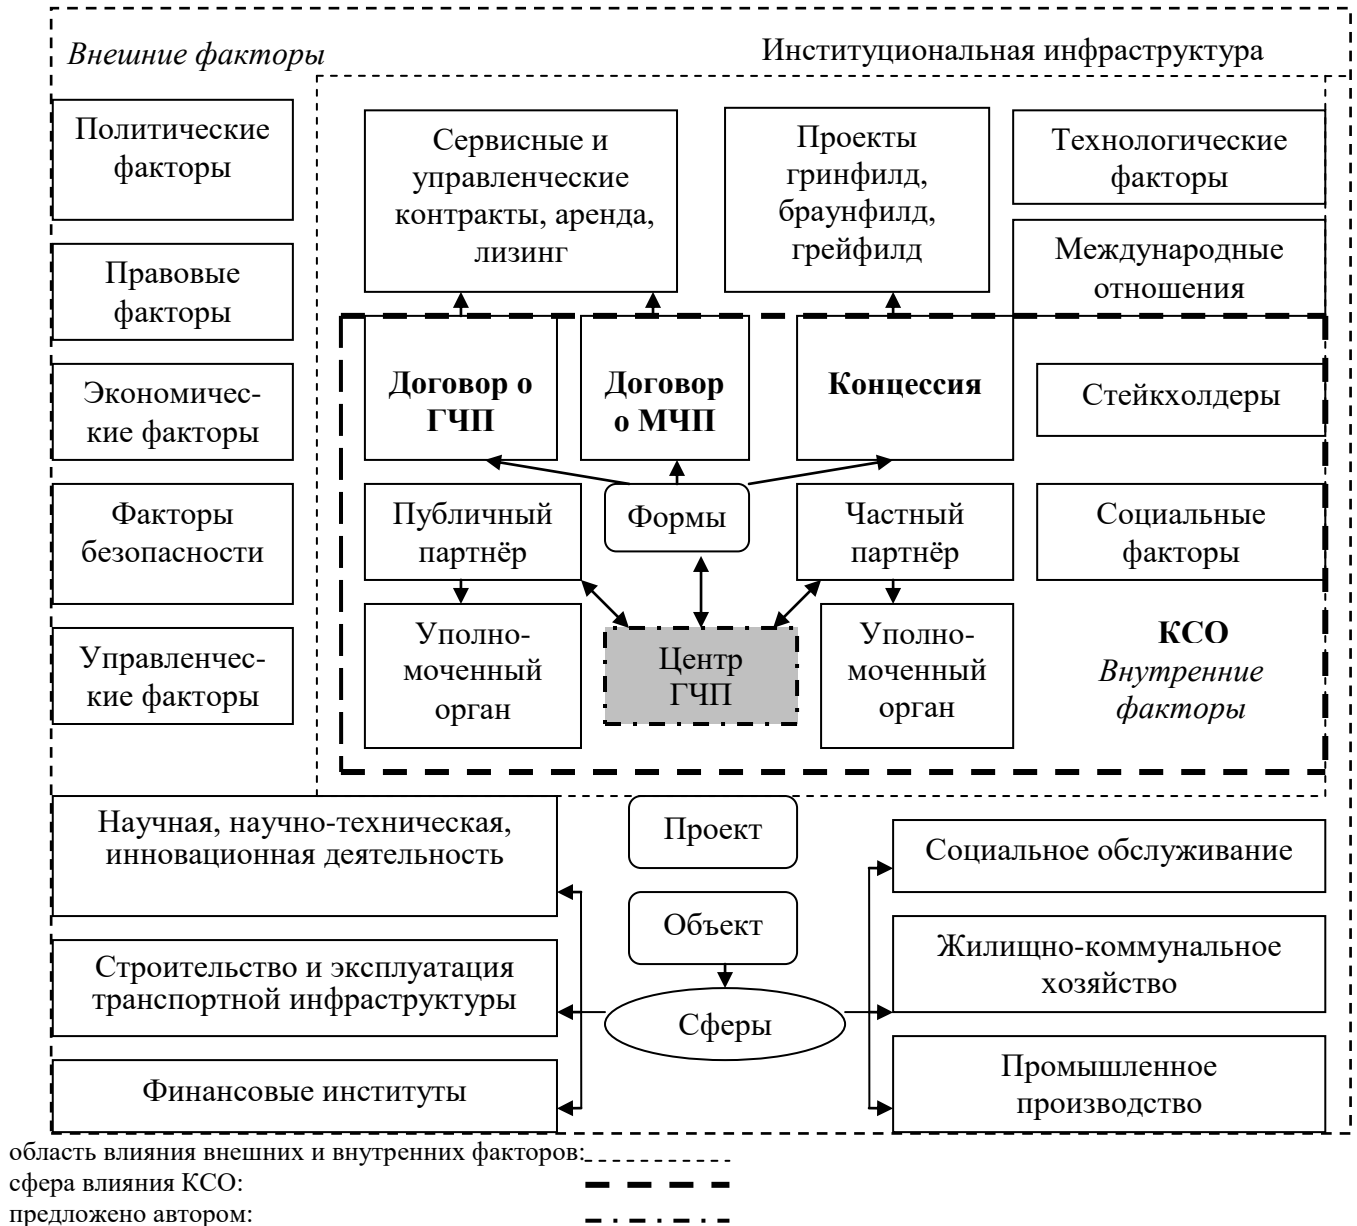 Внешние факторы
Институциональная инфраструктура
Политические
факторы
Сервисные и
управленческие
контракты, аренда,
лизинг
Проекты
гринфилд,
браунфилд,
грейфилд
Технологические
факторы
Правовые
факторы
Международные
отношения
Экономичес-
кие факторы
Договор о
ГЧП
Договор
о МЧП
Концессия
Стейкхолдеры
Факторы
безопасности
Публичный
партнёр
Формы
Частный
партнёр
Социальные
факторы
Управленчес-
кие факторы
Уполно-
моченный
орган
Центр
ГЧП
Уполно-
моченный
орган
КСО
Внутренние
факторы
Научная, научно-техническая,
инновационная деятельность
Проект
Социальное обслуживание
Объект
Строительство и эксплуатация
транспортной инфраструктуры
Сферы
Жилищно-коммунальное
хозяйство
Финансовые институты
Промышленное
производство
область влияния внешних и внутренних факторов:
сфера влияния КСО:
предложено автором: